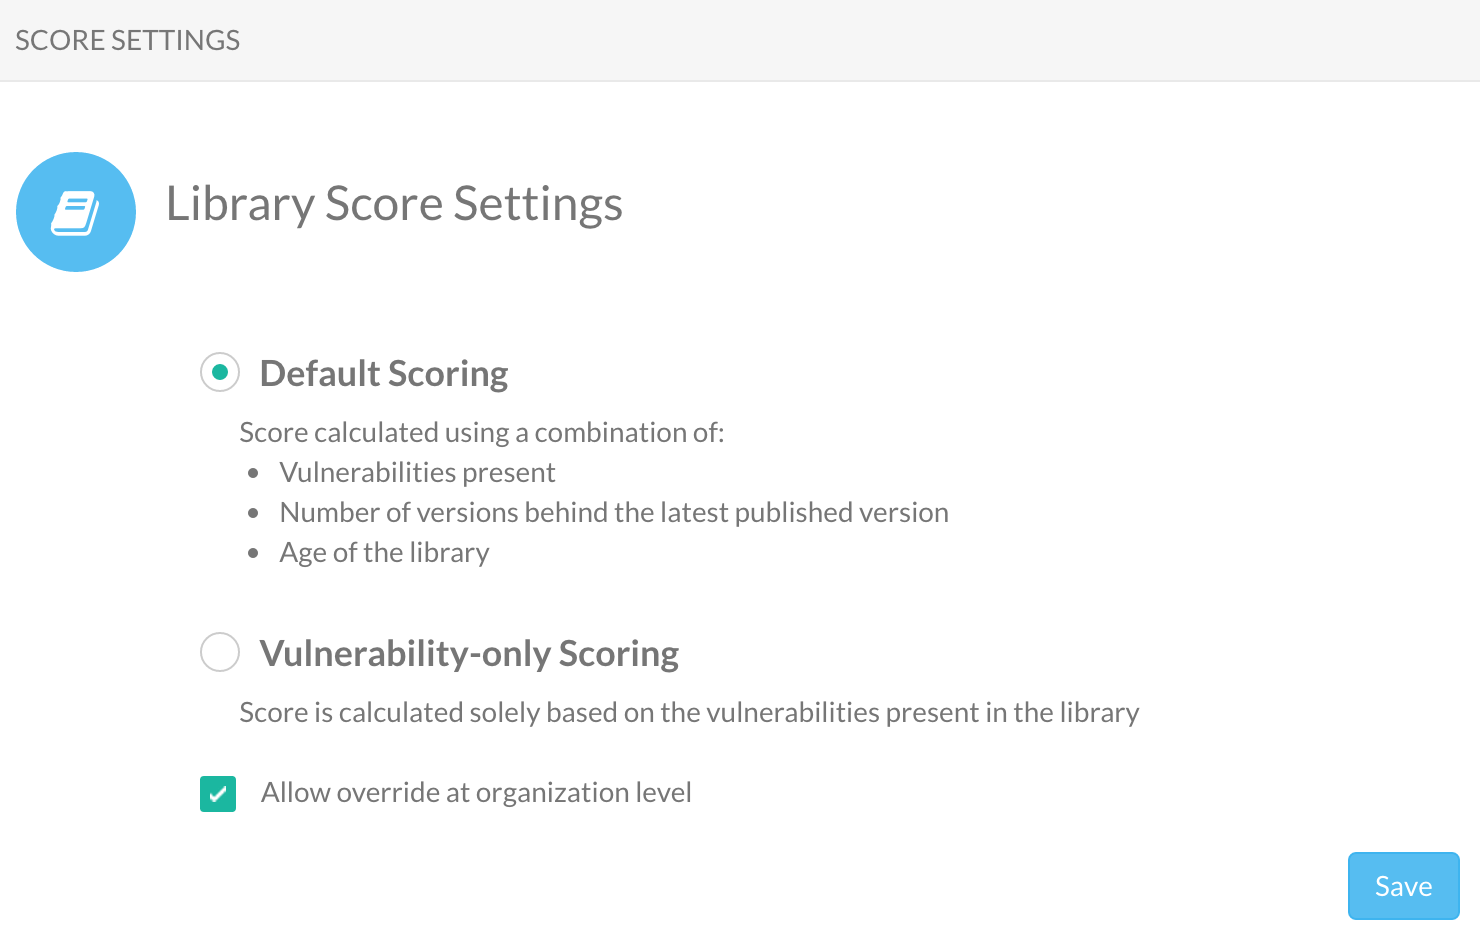 SCORE SETTINGS
Library Score Settings
Default Scoring
Score calculated using a combination of:
• Vulnerabilities present
• Number of versions behind the latest published version
• Age of the library
Vulnerability-only Scoring
Score is calculated solely based on the vulnerabilities present in the library
Allow override at organization level
Save